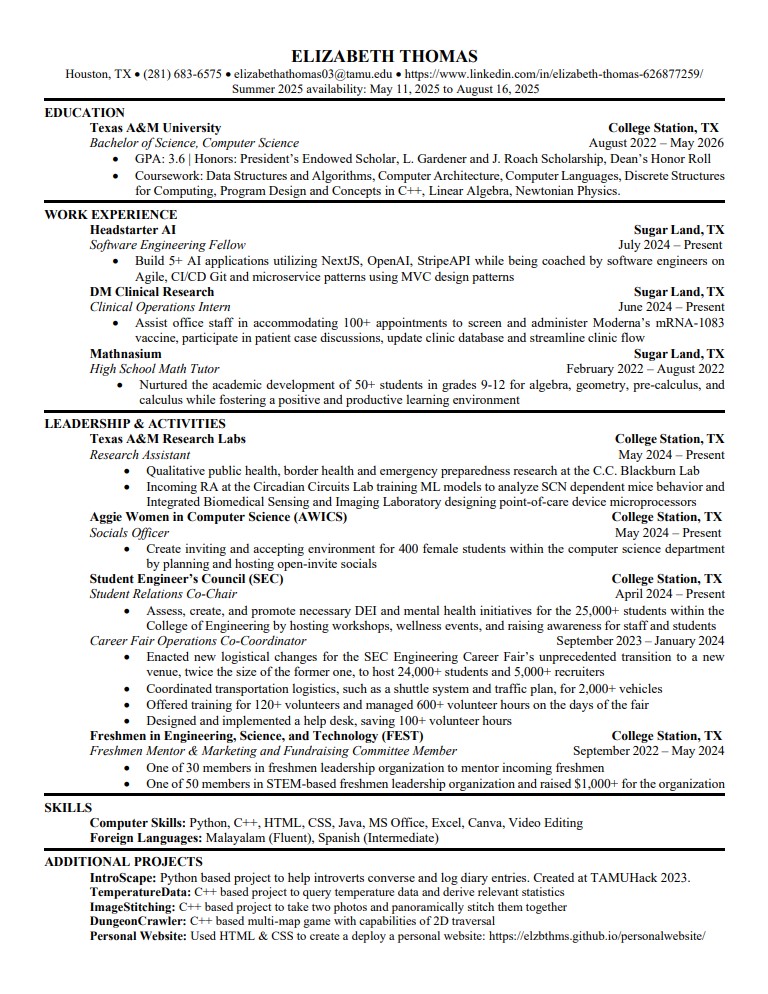 ELIZABETH THOMAS
Houston, TX • (281) 683-6575 • elizabethathomas03@tamu.edu • https://www.linkedin.com/in/elizabeth-thomas-626877259/
Summer 2025 availability: May 11, 2025 to August 16, 2025
EDUCATION
Texas A&M University College Station, TX
Bachelor of Science, Computer Science August 2022 – May 2026
• GPA: 3.6 | Honors: President's Endowed Scholar, L. Gardener and J. Roach Scholarship, Dean's Honor Roll
• Coursework: Data Structures and Algorithms, Computer Architecture, Computer Languages, Discrete Structures
for Computing, Program Design and Concepts in C++, Linear Algebra, Newtonian Physics.
WORK EXPERIENCE
Headstarter AI Sugar Land, TX
Software Engineering Fellow July 2024 – Present
• Build 5+ AI applications utilizing NextJS, OpenAI, StripeAPI while being coached by software engineers on
Agile, CI/CD Git and microservice patterns using MVC design patterns
DM Clinical Research Sugar Land, TX
Clinical Operations Intern June 2024 – Present
• Assist office staff in accommodating 100+ appointments to screen and administer Moderna's mRNA-1083
vaccine, participate in patient case discussions, update clinic database and streamline clinic flow
Mathnasium Sugar Land, TX
High School Math Tutor February 2022 – August 2022
• Nurtured the academic development of 50+ students in grades 9-12 for algebra, geometry, pre-calculus, and
calculus while fostering a positive and productive learning environment
LEADERSHIP & ACTIVITIES
Texas A&M Research Labs College Station, TX
Research Assistant May 2024 – Present
• Qualitative public health, border health and emergency preparedness research at the C.C. Blackburn Lab
• Incoming RA at the Circadian Circuits Lab training ML models to analyze SCN dependent mice behavior and
Integrated Biomedical Sensing and Imaging Laboratory designing point-of-care device microprocessors
Aggie Women in Computer Science (AWICS) College Station, TX
Socials Officer May 2024 – Present
• Create inviting and accepting environment for 400 female students within the computer science department
by planning and hosting open-invite socials
Student Engineer's Council (SEC) College Station, TX
Student Relations Co-Chair April 2024 – Present
• Assess, create, and promote necessary DEI and mental health initiatives for the 25,000+ students within the
College of Engineering by hosting workshops, wellness events, and raising awareness for staff and students
Career Fair Operations Co-Coordinator September 2023 – January 2024
• Enacted new logistical changes for the SEC Engineering Career Fair's unprecedented transition to a new
venue, twice the size of the former one, to host 24,000+ students and 5,000+ recruiters
• Coordinated transportation logistics, such as a shuttle system and traffic plan, for 2,000+ vehicles
• Offered training for 120+ volunteers and managed 600+ volunteer hours on the days of the fair
• Designed and implemented a help desk, saving 100+ volunteer hours
Freshmen in Engineering, Science, and Technology (FEST) College Station, TX
Freshmen Mentor & Marketing and Fundraising Committee Member September 2022 – May 2024
• One of 30 members in freshmen leadership organization to mentor incoming freshmen
• One of 50 members in STEM-based freshmen leadership organization and raised $1,000+ for the organization
SKILLS
Computer Skills: Python, C++, HTML, CSS, Java, MS Office, Excel, Canva, Video Editing
Foreign Languages: Malayalam (Fluent), Spanish (Intermediate)
ADDITIONAL PROJECTS
IntroScape: Python based project to help introverts converse and log diary entries. Created at TAMUHack 2023.
TemperatureData: C++ based project to query temperature data and derive relevant statistics
ImageStitching: C++ based project to take two photos and panoramically stitch them together
DungeonCrawler: C++ based multi-map game with capabilities of 2D traversal
Personal Website: Used HTML & CSS to create a deploy a personal website: https://elzbthms.github.io/personalwebsite/